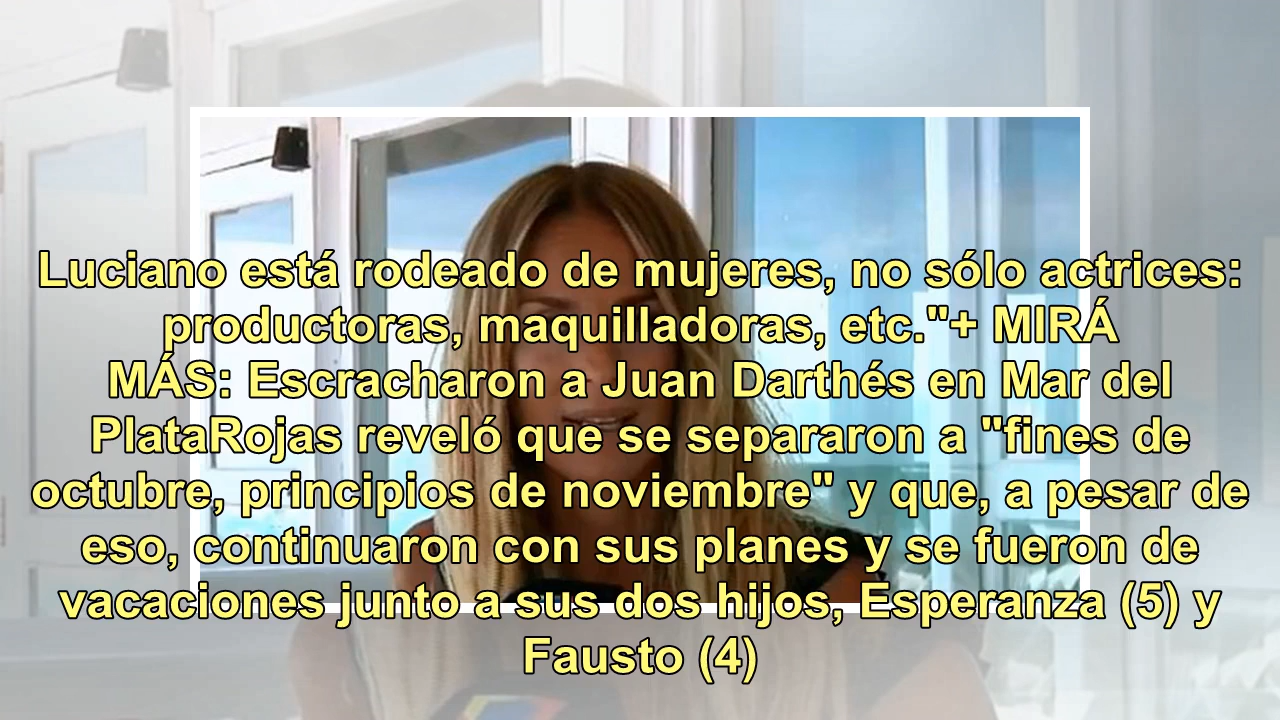 Luciano está rodeado de mujeres, no sólo actrices:
productoras, maquilladoras, etc."+ MIRÁ
MÁS: Escracharon a Juan Darthés en Mar del
PlataRojas reveló que se separaron a "fines de
octubre, principios de noviembre" y que, a pesar de
eso, continuaron con sus planes y se fueron de
vacaciones junto a sus dos hijos, Esperanza (5) y
Fausto (4)